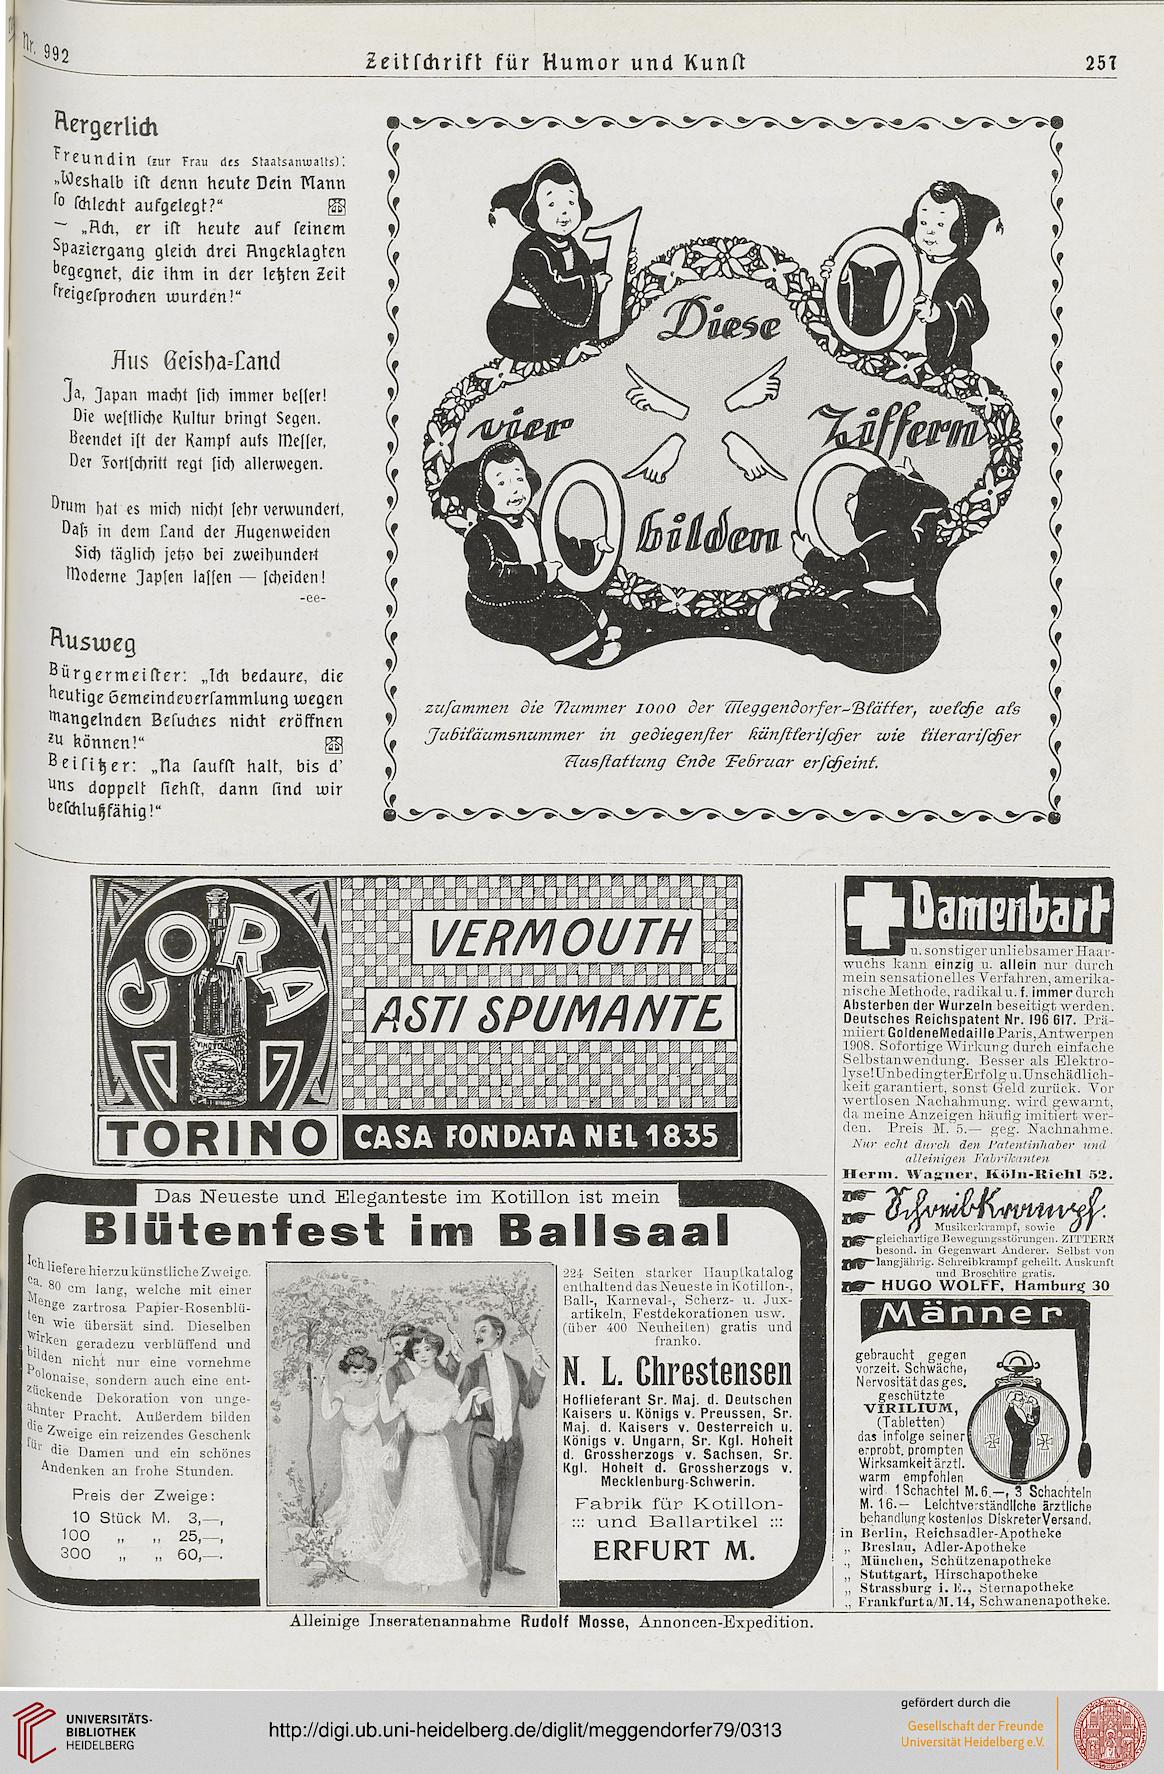 Nr. 992
Zeitschrift für Humor und Kunst
257
Aergerlich
Freundin (zur Frau des Staatsanwalts):
„Weshalb ist denn heute Dein Mann
so schlecht aufgelegt?“
— „Ach, er ist heute auf seinem
Spaziergang gleich drei Angeklagten
begegnet, die ihm in der letzten Zeit
freigesprochen wurden!“
Aus Geisha-Land
Ja, Japan macht sich immer besser!
Die westliche Kultur bringt Segen.
Beendet ist der Kampf aufs Messer,
Der Fortschritt regt sich allerwegen.
Drum hat es mich nicht sehr verwundert,
Daß in dem Land der Augenweiden
Sich täglich jetzo bei zweihundert
Moderne Japsen lassen — scheiden!
-ee-
Ausweg
Bürgermeister: „Ich bedaure, die
heutige Gemeindeversammlung wegen
mangelnden Besuches nicht eröffnen
zu können!“
Beisitzer: „Na saufst halt, bis d’
uns doppelt siehst, dann sind wir
beschlußfähig!“
1 0
Diese
vier Ziffern
0 0
bilden
zusammen die Nummer 1000 der Meggendorfer-Blätter, welche als
Jubiläumsnummer in gediegenster künstlerischer wie literarischer
Ausstattung Ende Februar erscheint.
CORA
VERMOUTH
ASTI SPUMANTE
TORINO
CASA FONDATA NEL 1835
Damenbart
u. sonstiger unliebsamer Haar-
wuchs kann einzig u. allein nur durch
mein sensationelles Verfahren, amerika-
nische Methode, radikal u. f. immer durch
Absterben der Wurzeln beseitigt werden.
Deutsches Reichspatent Nr. 196 617. Prä-
miiert Goldene Medaille Paris, Antwerpen
1908. Sofortige Wirkung durch einfache
Selbstanwendung. Besser als Elektro-
lyse! Unbedingter Erfolg u. Unschädlich-
keit garantiert, sonst Geld zurück. Vor
wertlosen Nachahmung. wird gewarnt,
da meine Anzeigen häufig imitiert wer-
den. Preis M. 5.— geg. Nachnahme.
Nur echt durch den Patentinhaber und
alleinigen Fabrikanten
Herm. Wagner, Köln-Riehl 52.
Schreibkrampf.
Musikerkrampf, sowie
gleichartige Bewegungsstörungen. ZITTERN
besond. in Gegenwart Anderer. Selbst von
langjährig. Schreibkrampf geheilt. Auskunft
und Broschüre gratis.
HUGO WOLFF, Hamburg 30
Männer
gebraucht gegen
vorzeit. Schwäche,
Nervosität das ges.
geschützte
VIRILIUM,
(Tabletten)
das infolge seiner
erprobt. prompten
Wirksamkeit ärztl.
warm empfohlen
wird. 1 Schachtel M. 6.—, 3 Schachteln
M. 16.— Leichtverständliche ärztliche
behandlung kostenlos Diskreter Versand.
in Berlin, Reichsadler-Apotheke
„ Breslau, Adler-Apotheke
„ München, Schützenapotheke
„ Stuttgart, Hirschapotheke
„ Strassburg i. E., Sternapotheke
„ Frankfurt a/M. 14, Schwanenapotheke.
Das Neueste und Eleganteste im Kotillon ist mein
Blütenfest im Ballsaal
Ich liefere hierzu künstliche Zweige.
ca. 80 cm lang, welche mit einer
Menge zartrosa Papier-Rosenblü-
ten wie übersät sind. Dieselben
wirken geradezu verblüffend und
bilden nicht nur eine vornehme
Polonaise, sondern auch eine ent-
zückende Dekoration von unge-
ahnter Pracht. Außerdem bilden
die Zweige ein reizendes Geschenk
für die Damen und ein schönes
Andenken an frohe Stunden.
Preis der Zweige:
10 Stück M. 3,—,
100 „ „ 25,—,
300 „ „ 60,—.
224 Seiten starker Hauptkatalog
enthaltend das Neueste in Kotillon-,
Ball-, Karneval-, Scherz- u. Jux-
artikeln, Festdekorationen usw.
(über 400 Neuheiten) gratis und
franko.
N. L. Chrestensen
Hoflieferant Sr. Maj. d. Deutschen
Kaisers u. Königs v. Preussen, Sr.
Maj. d. Kaisers v. Oesterreich u.
Königs v. Ungarn, Sr. Kgl. Hoheit
d. Grossherzogs v. Sachsen, Sr.
Kgl. Hoheit d. Grossherzogs v.
Mecklenburg-Schwerin.
Fabrik für Kotillon-
::: und Ballartikel :::
ERFURT M.
Alleinige Inseratenannahme Rudolf Mosse, Annoncen-Expedition.
UNIVERSITÄTS-
BIBLIOTHEK
HEIDELBERG
http://digi.ub.uni-heidelberg.de/diglit/meggendorfer79/0313
gefördert durch die
Gesellschaft der Freunde
Universität Heidelberg e.V.